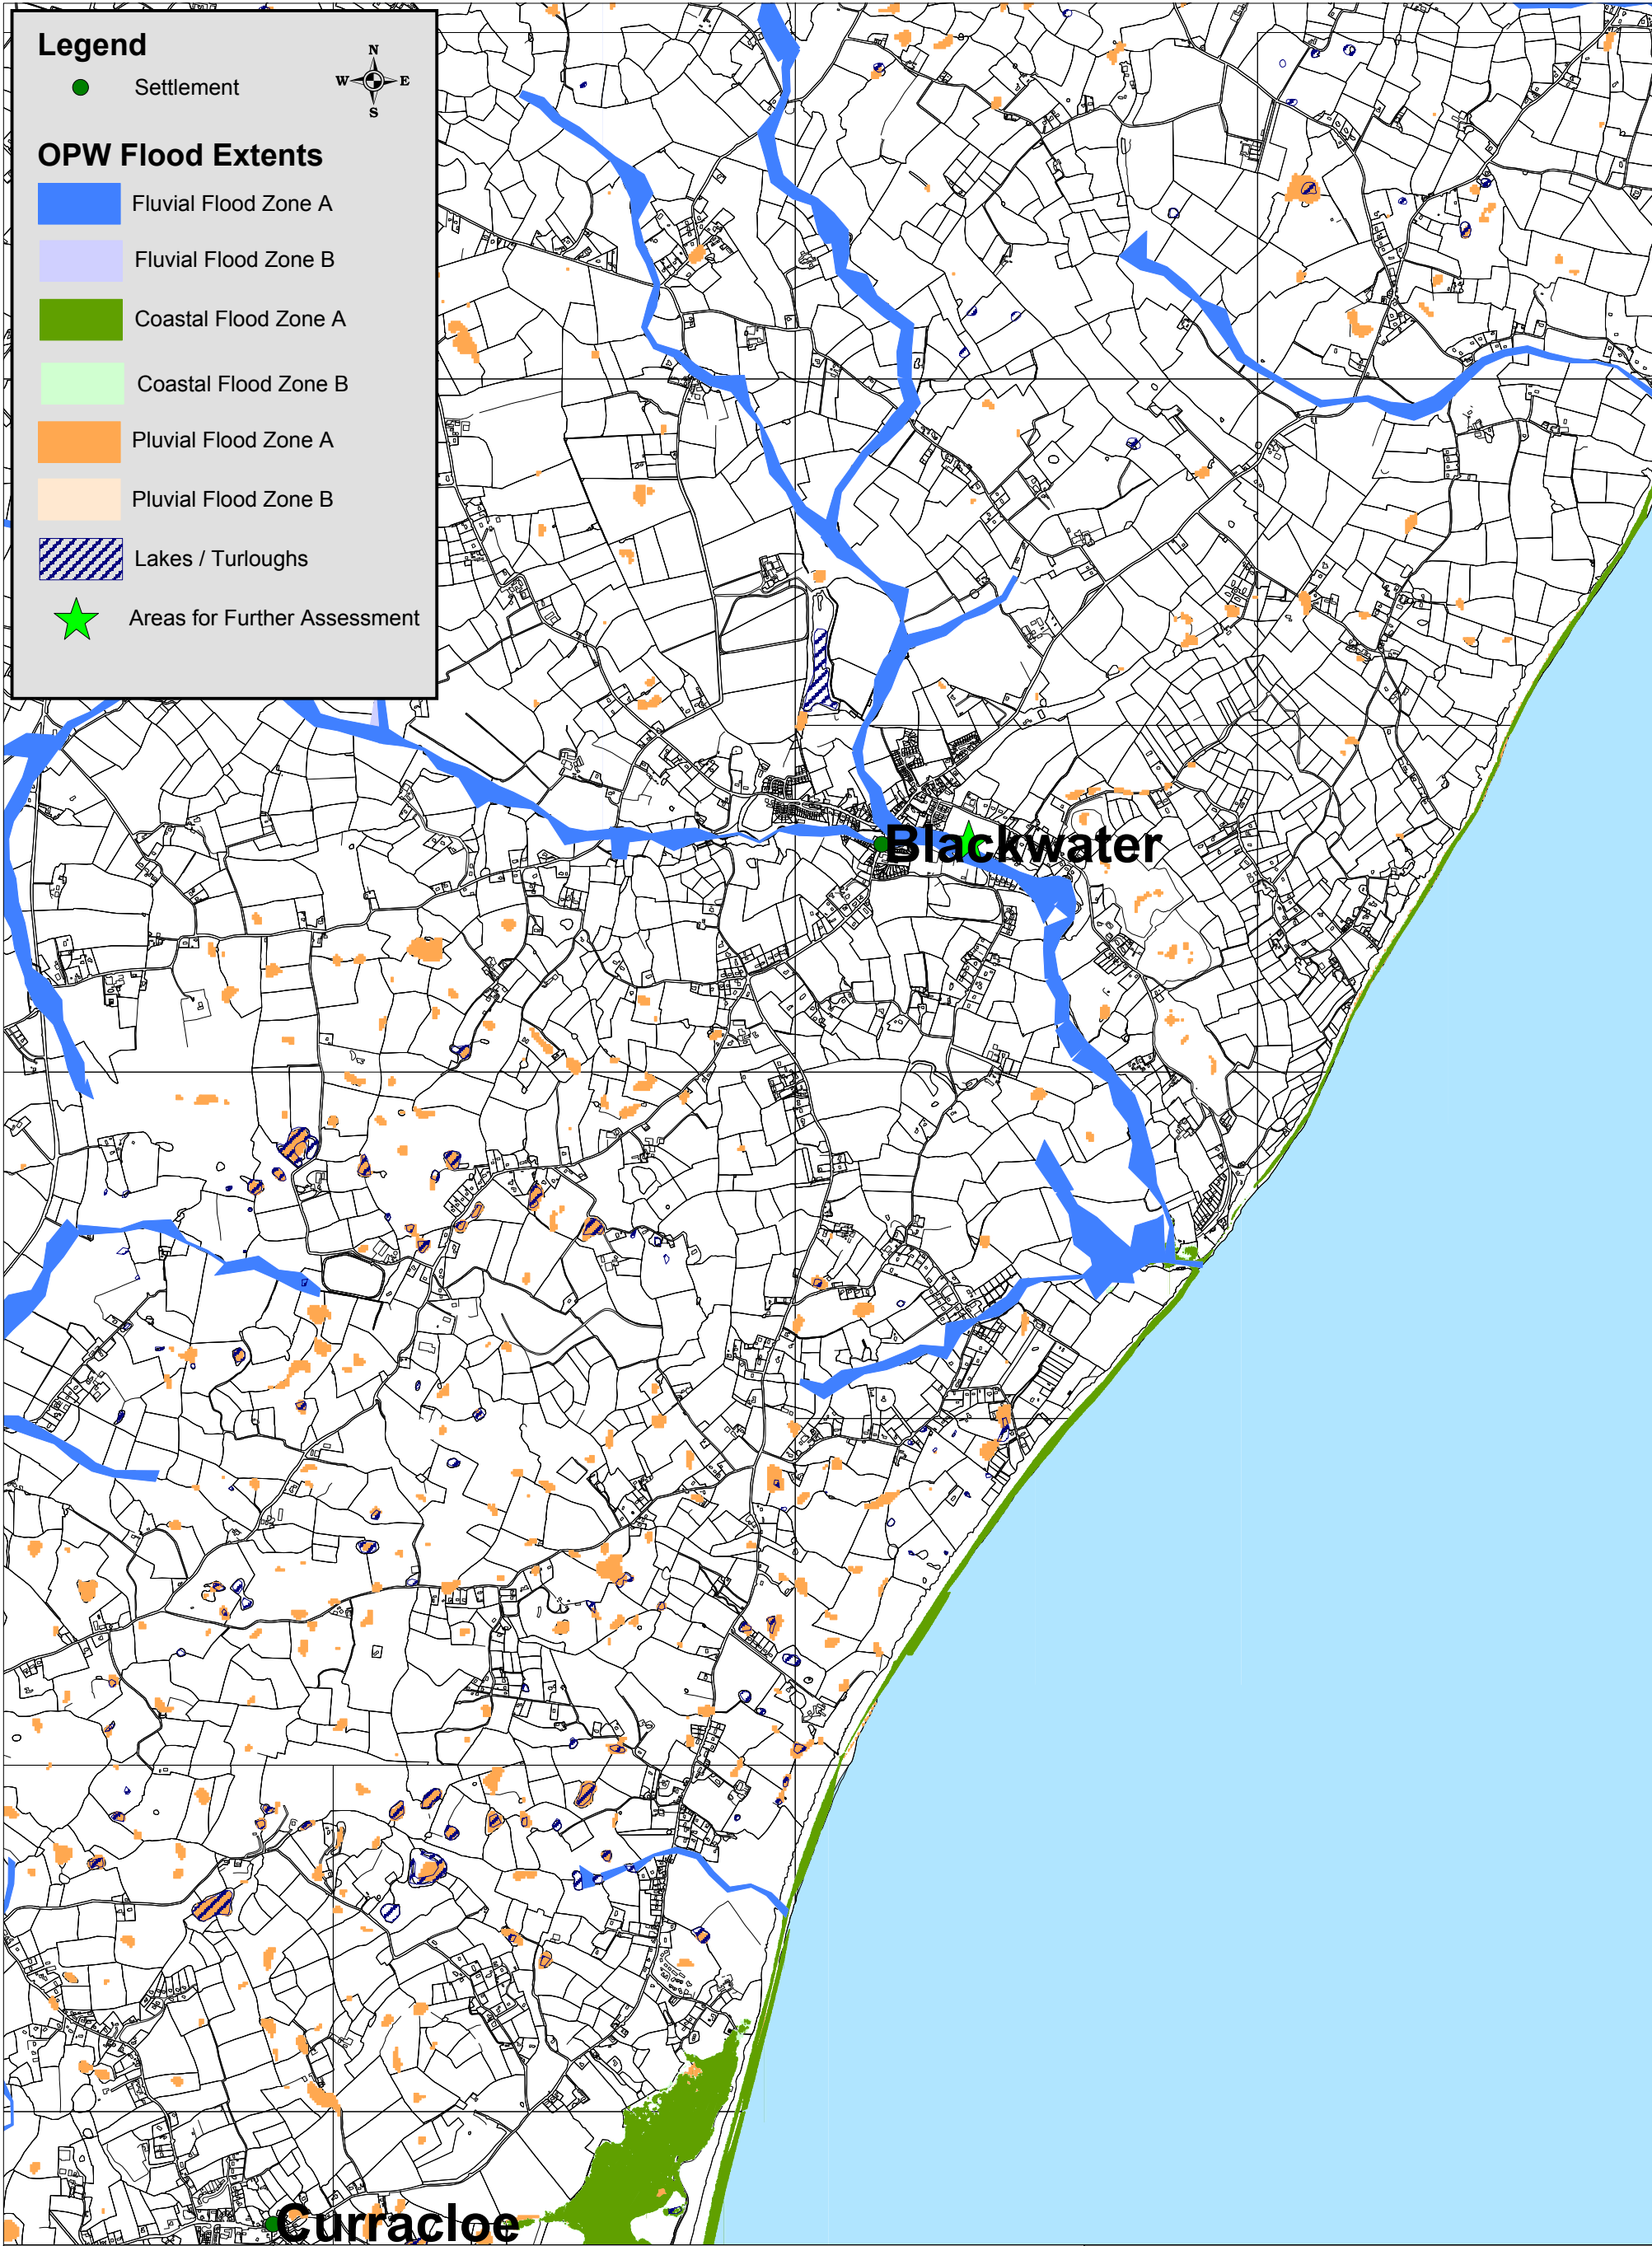 Legend
N
W E
S
Settlement
OPW Flood Extents
Fluvial Flood Zone A
Fluvial Flood Zone B
Coastal Flood Zone A
Coastal Flood Zone B
Pluvial Flood Zone A
Pluvial Flood Zone B
Lakes / Turloughs
Areas for Further Assessment
Blackwater
Curracloe